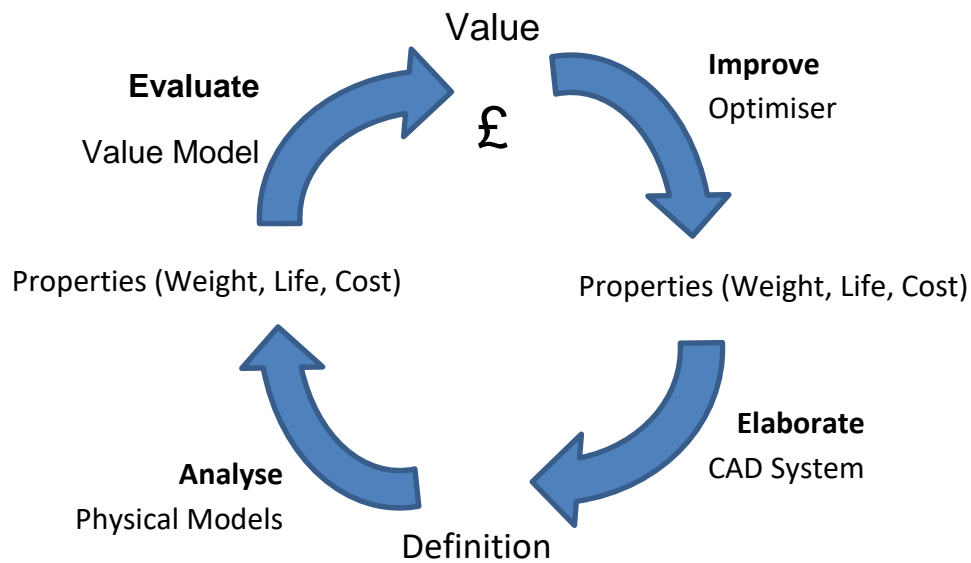 Value
£
Improve
Optimiser
Evaluate
Value Model
Properties (Weight, Life, Cost)
Properties (Weight, Life, Cost)
Elaborate
CAD System
Analyse
Physical Models
Definition